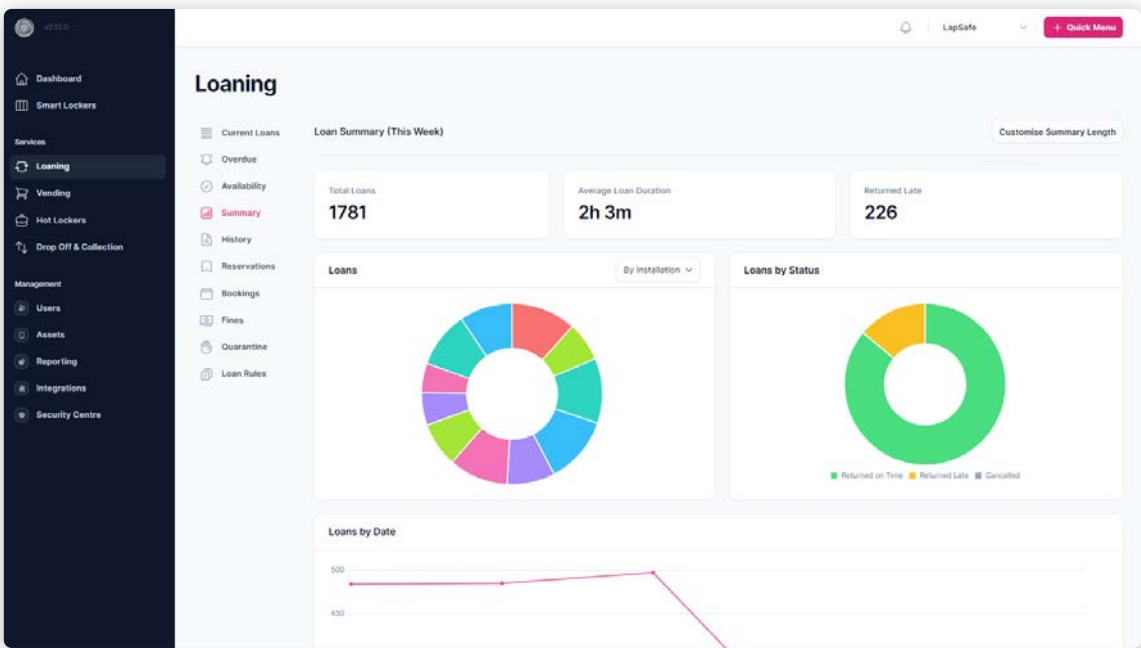 v2.12.0
LapSafe
+ Quick Menu
Dashboard
Smart Lockers
Services
Loaning
Vending
Hot Lockers
Drop Off & Collection
Management
Users
Assets
Reporting
Integrations
Security Centre
Loaning
Current Loans
Overdue
Availability
Summary
History
Reservations
Bookings
Fines
Quarantine
Loan Rules
Loan Summary (This Week)
Customise Summary Length
Total Loans
1781
Average Loan Duration
2h 3m
Returned Late
226
Loans
By Installation
Loans by Status
Returned on Time
Returned Late
Cancelled
Loans by Date
500
450